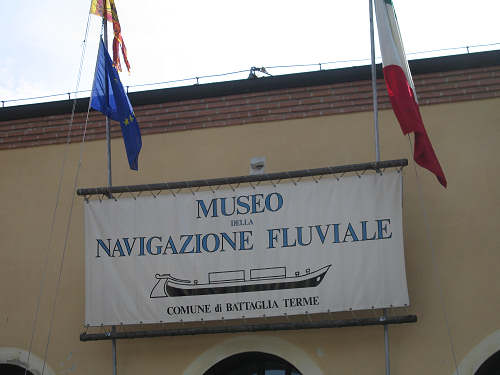 MUSEO
DELLA
NAVIGAZIONE FLUVIALE
COMUNE di BATTAGLIA TERME